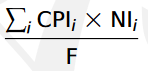 ∑ᵢ CPIᵢ × NIᵢ
F